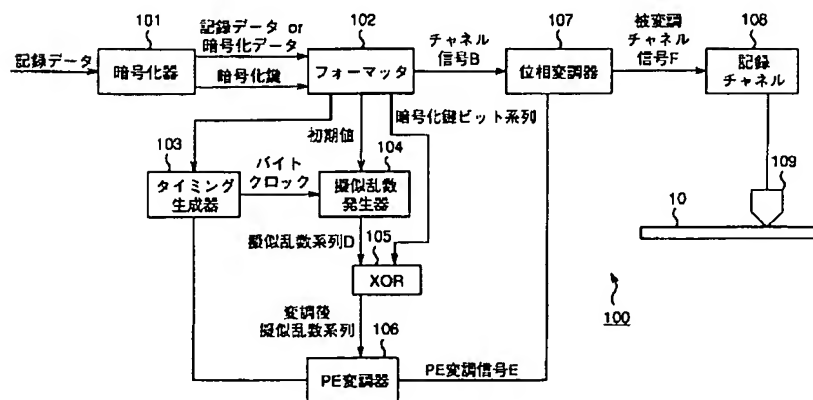 101
記録データ or
暗号化データ
102
107
被変調
チャネル
信号F
108
記録データ
暗号化器
暗号化鍵
フォーマッタ
チャネル
信号B
位相変調器
記録
チャネル
初期値
暗号化鍵ビット系列
103
タイミング
生成器
バイト
クロック
104
擬似乱数
発生器
109
10
擬似乱数系列D
105
XOR
変調後
擬似乱数系列
106
PE変調器
PE変調信号E
100